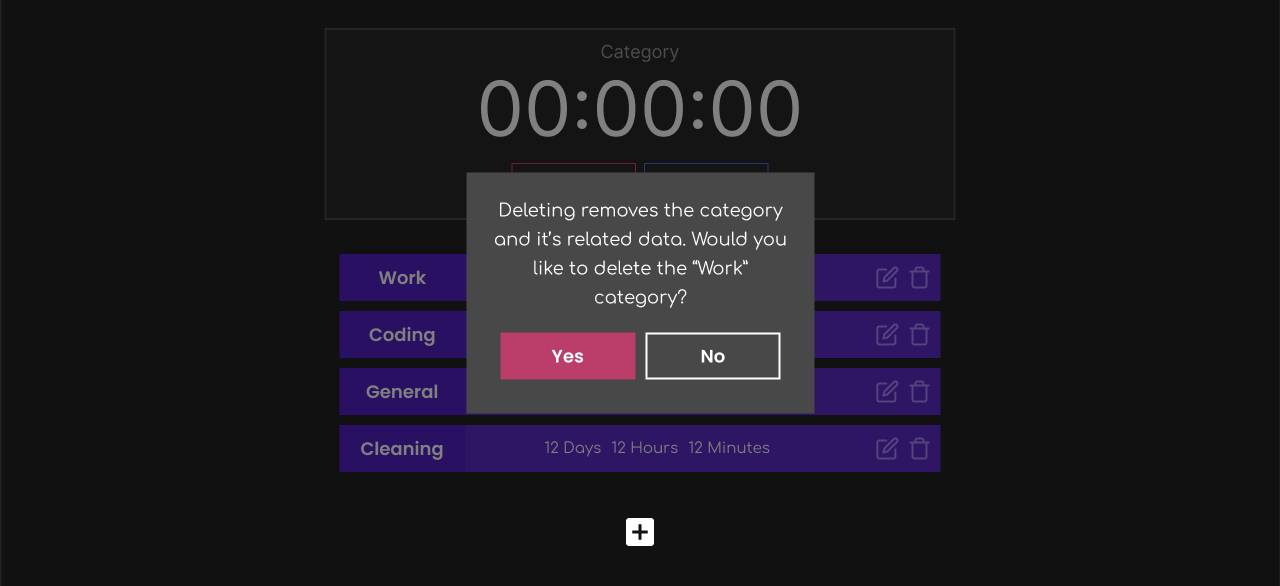 Category
00:00:00
Deleting removes the category
and it’s related data. Would you
like to delete the “Work”
category?
Yes No
Work
Coding
General
Cleaning 12 Days 12 Hours 12 Minutes